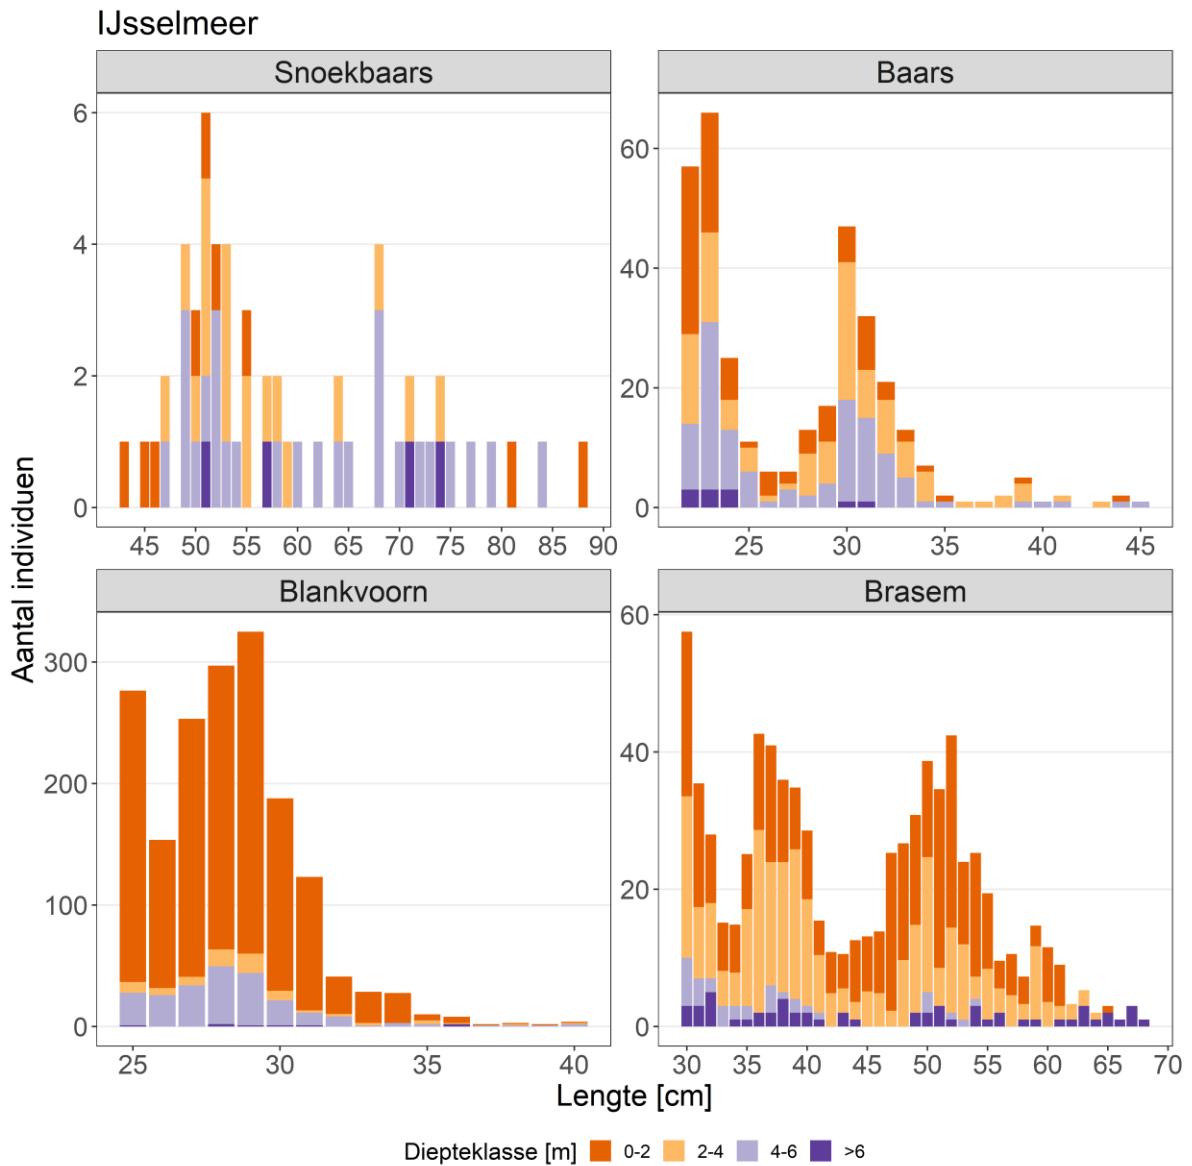 IJsselmeer
Snoekbaars
Baars
6
4
2
0
60
40
20
0
45 50 55 60 65 70 75 80 85 90
25 30 35 40 45
Aantal individuen
Blankvoorn
Brasem
300
200
100
0
60
40
20
0
25 30 35 40
30 35 40 45 50 55 60 65 70
Lengte [cm]
Diepteklasse [m] 0-2 2-4 4-6 >6